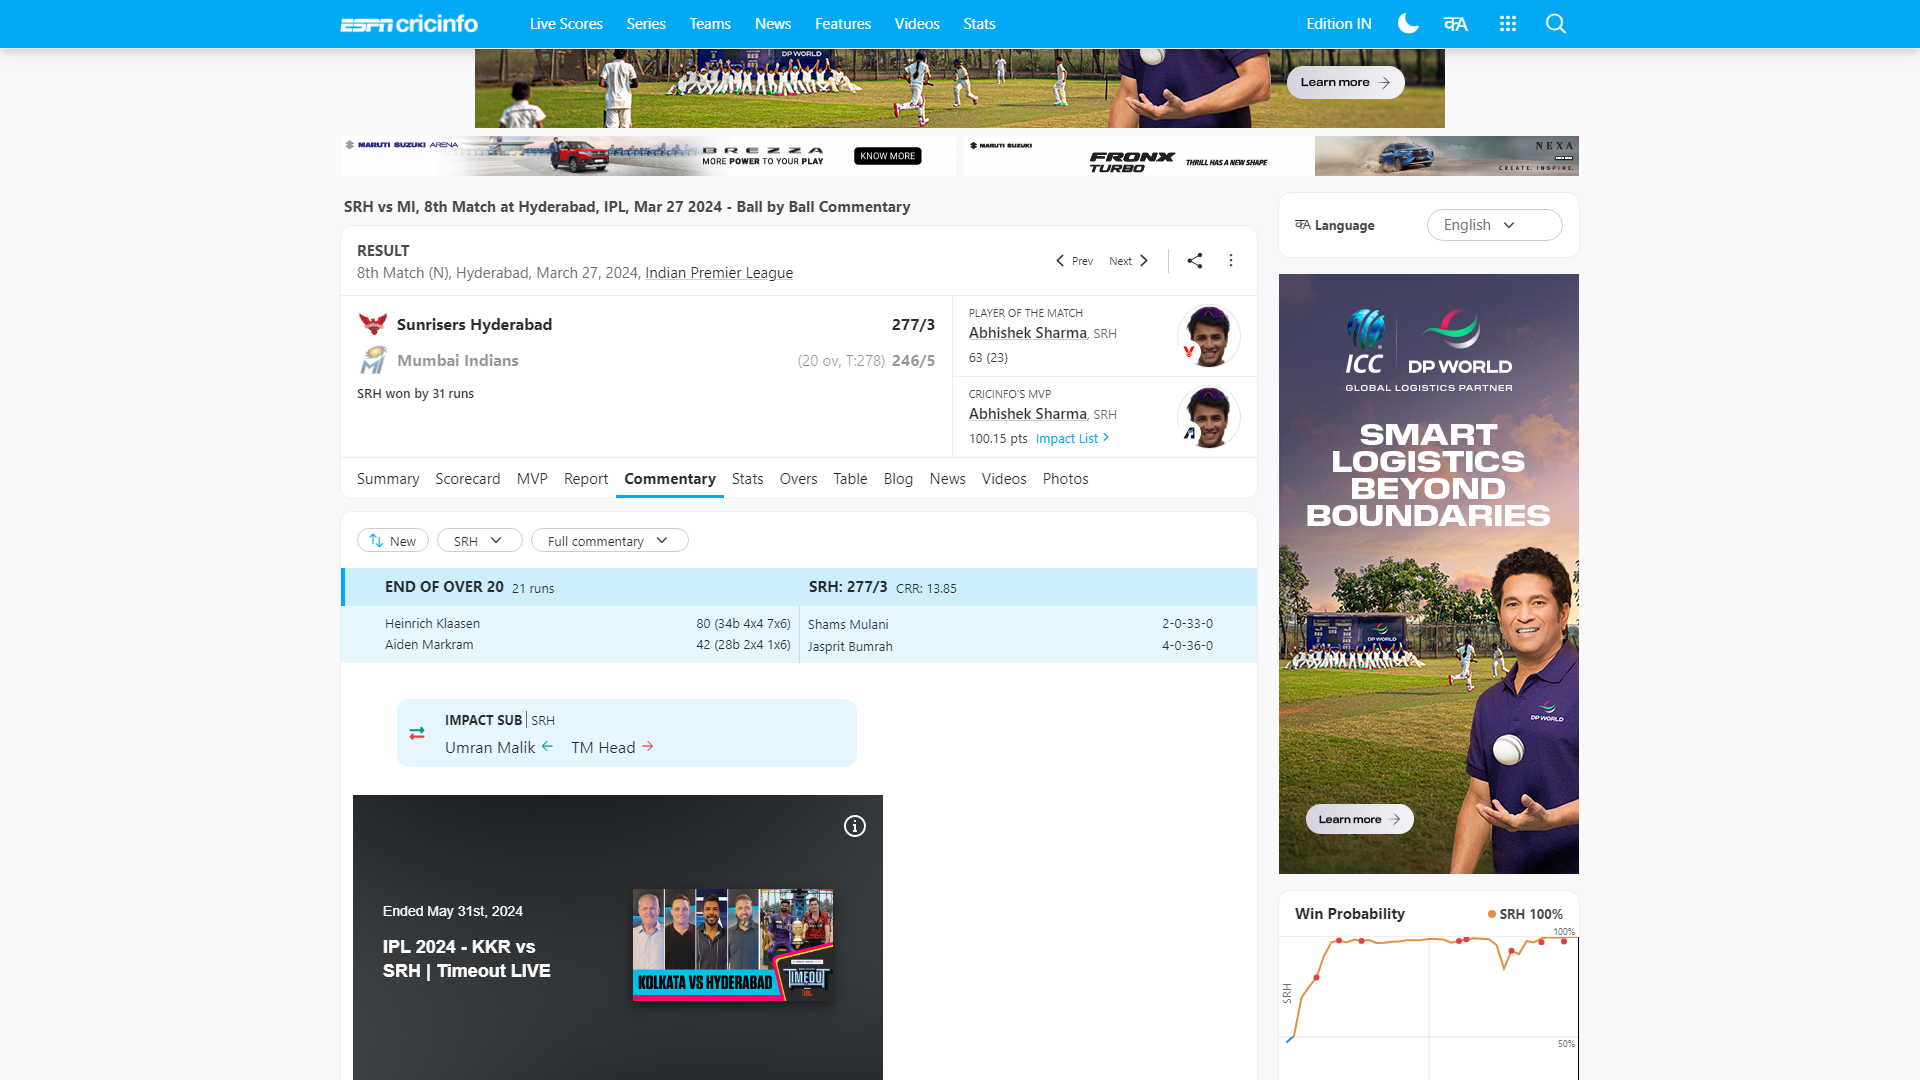 ESPN cricinfo
Live Scores Series Teams News Features Videos Stats
Edition IN
DP WORLD
Learn more
MARUTI SUZUKI ARENA
BREZZA
MORE POWER TO YOUR PLAY
KNOW MORE
MARUTI SUZUKI
FRONX TURBO
THRILL HAS A NEW SHAPE
NEXA
CREATE. INSPIRE.
SRH vs MI, 8th Match at Hyderabad, IPL, Mar 27 2024 - Ball by Ball Commentary
RESULT
8th Match (N), Hyderabad, March 27, 2024, Indian Premier League
Prev Next
Sunrisers Hyderabad 277/3
Mumbai Indians (20 ov, T:278) 246/5
SRH won by 31 runs
PLAYER OF THE MATCH
Abhishek Sharma, SRH
63 (23)
CRICINFO'S MVP
Abhishek Sharma, SRH
100.15 pts Impact List
Summary Scorecard MVP Report Commentary Stats Overs Table Blog News Videos Photos
New SRH Full commentary
END OF OVER 20 21 runs SRH: 277/3 CRR: 13.85
Heinrich Klaasen 80 (34b 4x4 7x6) Shams Mulani 2-0-33-0
Aiden Markram 42 (28b 2x4 1x6) Jasprit Bumrah 4-0-36-0
IMPACT SUB | SRH
Umran Malik TM Head
Ended May 31st, 2024
IPL 2024 - KKR vs
SRH | Timeout LIVE
KOLKATA VS HYDERABAD
TIMEOUT
कA Language English
ICC DP WORLD
GLOBAL LOGISTICS PARTNER
SMART
LOGISTICS
BEYOND
BOUNDARIES
DP WORLD
DP WORLD
Learn more
Win Probability SRH 100%
100%
SRH
50%